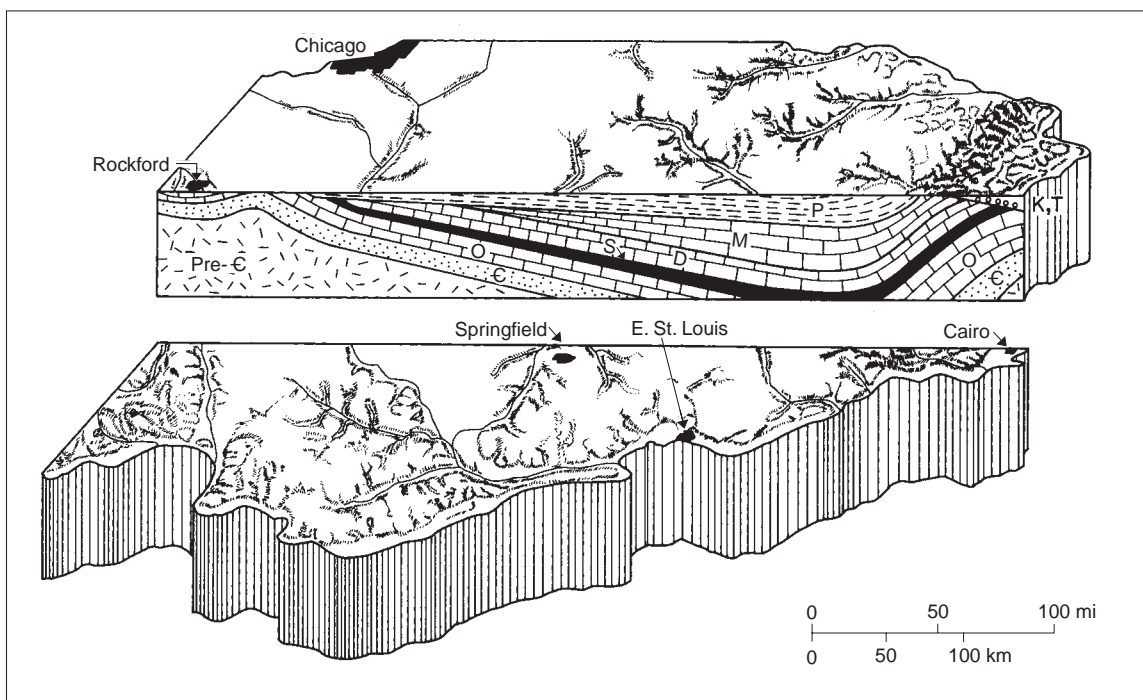 Chicago
Rockford
K,T
P
M
S
D
O
O
Pre-Є
Є
Є
Springfield
E. St. Louis
Cairo
0 50 100 mi
0 50 100 km